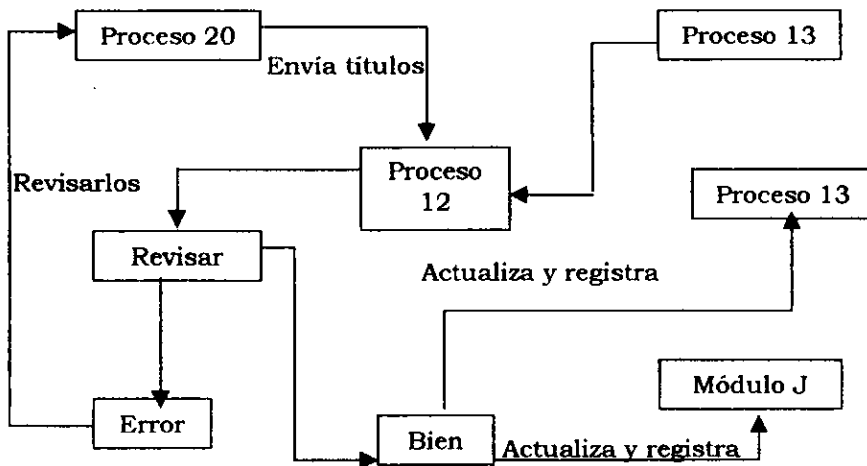 Proceso 20
Proceso 13
Envía títulos
Proceso
12
Revisarlos
Proceso 13
Revisar
Actualiza y registra
Módulo J
Error
Bien
Actualiza y registra